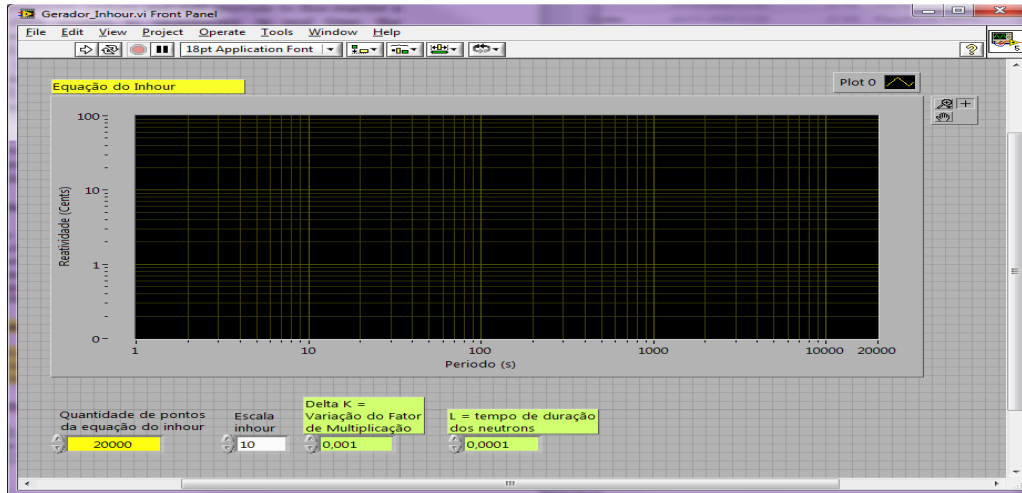 Gerador_Inhour.vi Front Panel
File Edit View Project Operate Tools Window Help
18pt Application Font
?
5
Equação do Inhour
Plot 0
100
10
1
0
Reatividade (Cents)
1 10 100 1000 10000 20000
Periodo (s)
Quantidade de pontos
da equação do inhour
20000
Escala
inhour
10
Delta K =
Variação do Fator
de Multiplicação
0,001
L = tempo de duração
dos neutrons
0,0001